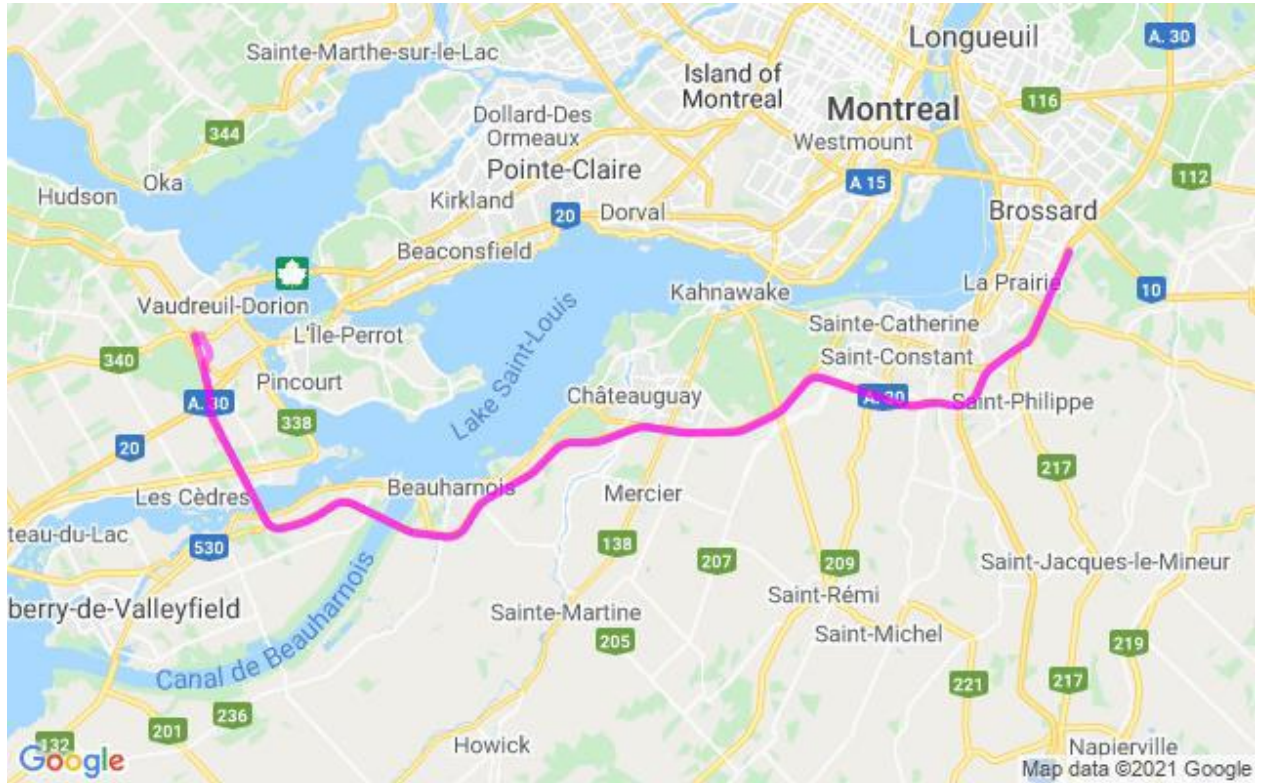 Longueuil
A. 30
Sainte-Marthe-sur-le-Lac
Island of
Montreal
116
Montreal
Dollard-Des
Ormeaux
344
Westmount
Pointe-Claire
112
Oka
A 15
Hudson
Kirkland
20
Dorval
Brossard
Beaconsfield
La Prairie
10
Kahnawake
Vaudreuil-Dorion
Sainte-Catherine
L'Île-Perrot
340
Saint-Constant
Pincourt
Lake Saint-Louis
Châteauguay
A. 30
A. 30
Saint-Philippe
338
20
217
Beauharnois
Mercier
Les Cèdres
teau-du-Lac
530
138
207
209
Saint-Jacques-le-Mineur
berry-de-Valleyfield
Sainte-Martine
Saint-Rémi
205
Saint-Michel
219
Canal de Beauharnois
221
217
236
201
132
Howick
Napierville
Google
Map data ©2021 Google